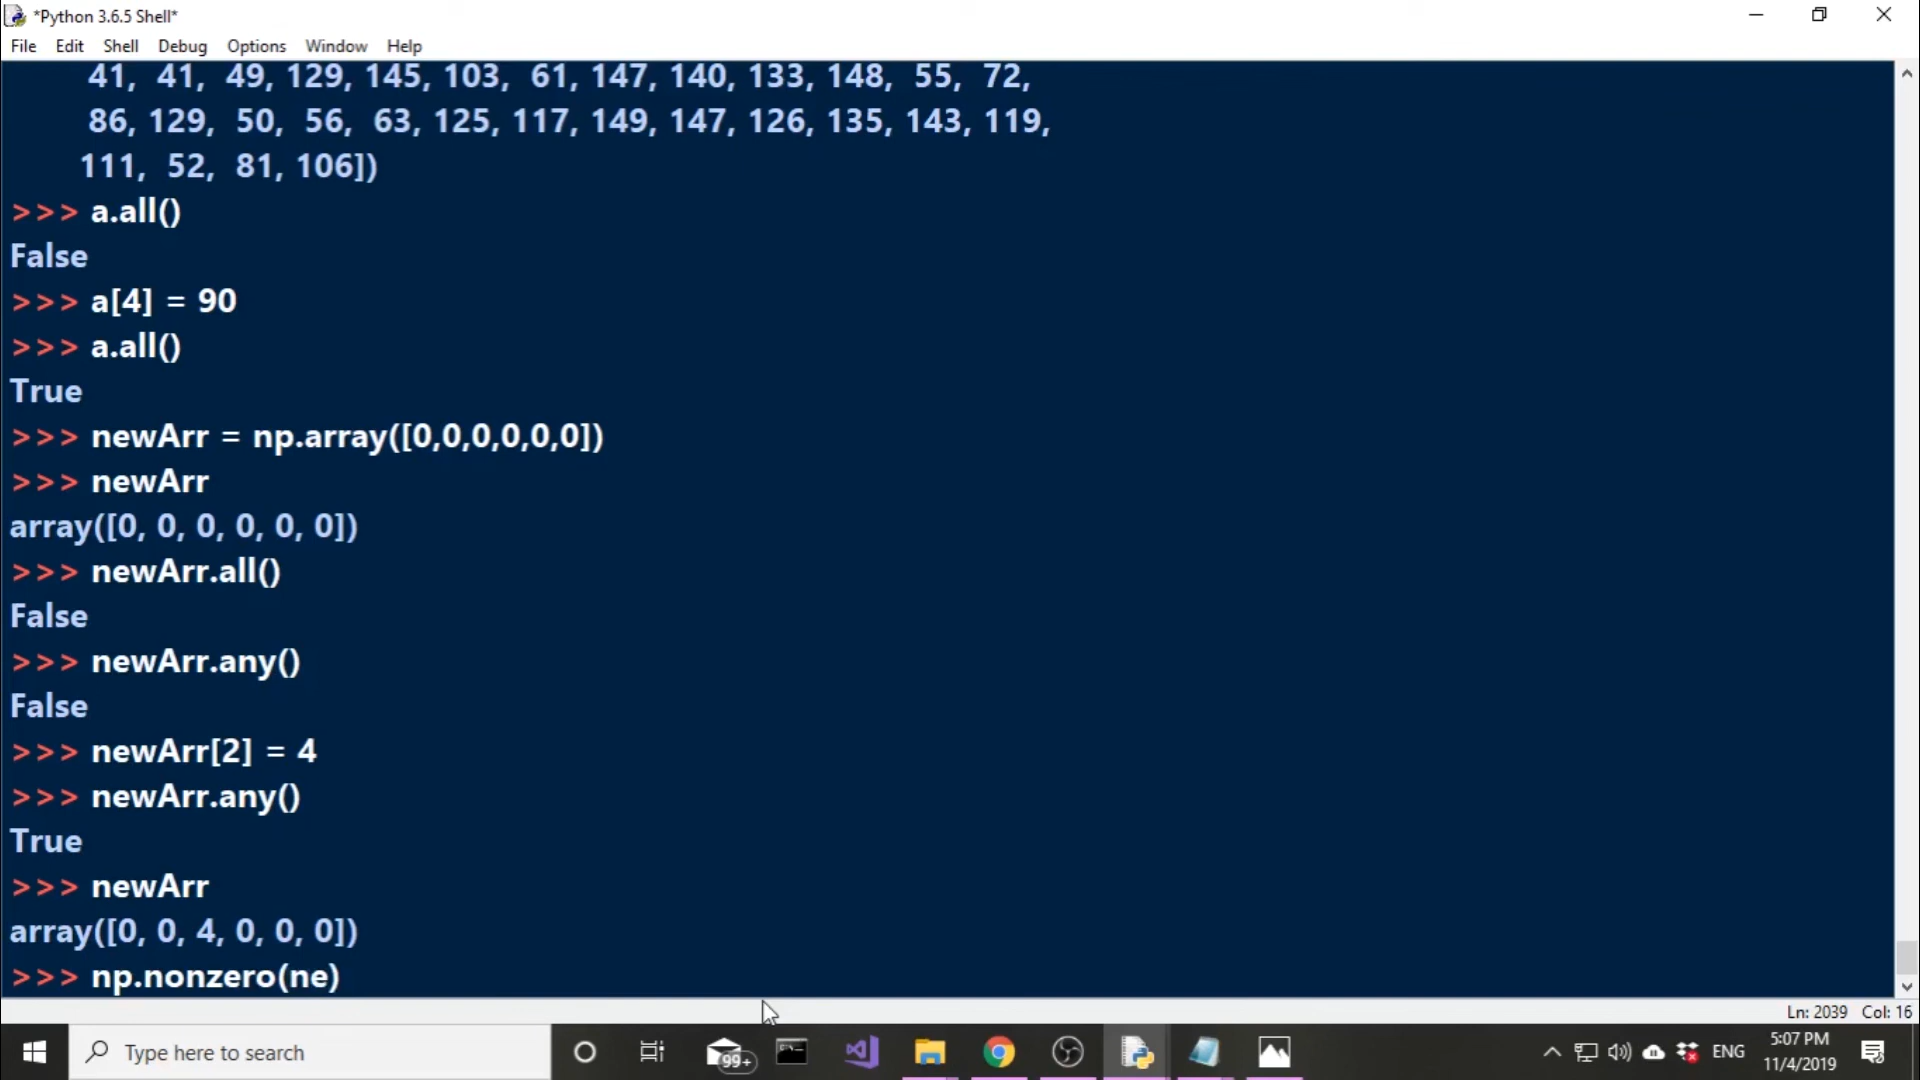 *Python 3.6.5 Shell*
File Edit Shell Debug Options Window Help
41, 41, 49, 129, 145, 103, 61, 147, 140, 133, 148, 55, 72,
86, 129, 50, 56, 63, 125, 117, 149, 147, 126, 135, 143, 119,
111, 52, 81, 106])
>>> a.all()
False
>>> a[4] = 90
>>> a.all()
True
>>> newArr = np.array([0,0,0,0,0,0])
>>> newArr
array([0, 0, 0, 0, 0, 0])
>>> newArr.all()
False
>>> newArr.any()
False
>>> newArr[2] = 4
>>> newArr.any()
True
>>> newArr
array([0, 0, 4, 0, 0, 0])
>>> np.nonzero(ne)
Ln: 2039 Col: 16
Type here to search
99+
ENG
5:07 PM
11/4/2019